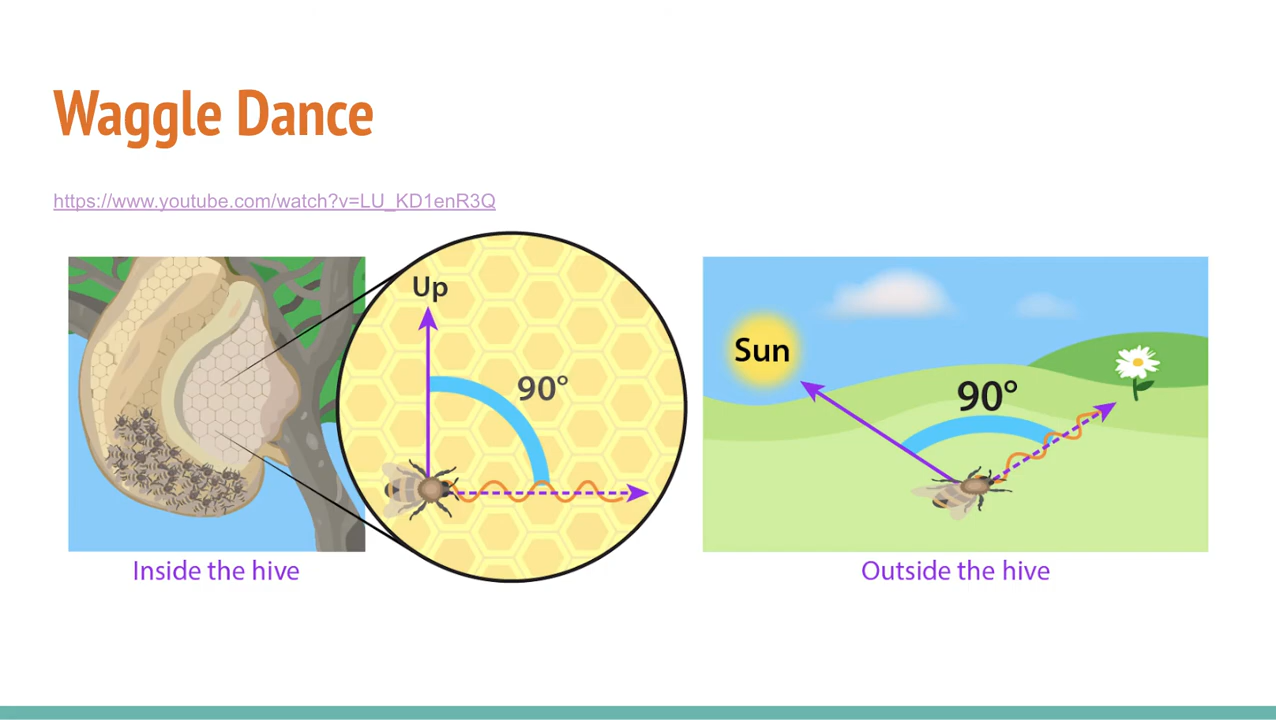 Waggle Dance
https://www.youtube.com/watch?v=LU_KD1enR3Q
Up
90°
Inside the hive
Sun
90°
Outside the hive